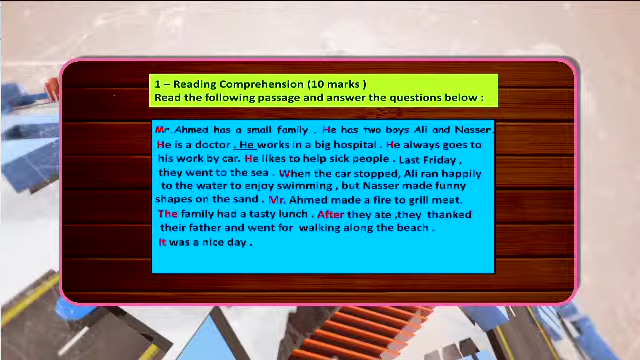 1 – Reading Comprehension (10 marks )
Read the following passage and answer the questions below :
Mr.Ahmed has a small family . He has two boys Ali and Nasser.
He is a doctor . He works in a big hospital . He always goes to
his work by car. He likes to help sick people . Last Friday ,
they went to the sea . When the car stopped, Ali ran happily
to the water to enjoy swimming , but Nasser made funny
shapes on the sand . Mr. Ahmed made a fire to grill meat.
The family had a tasty lunch . After they ate ,they thanked
their father and went for walking along the beach .
It was a nice day .